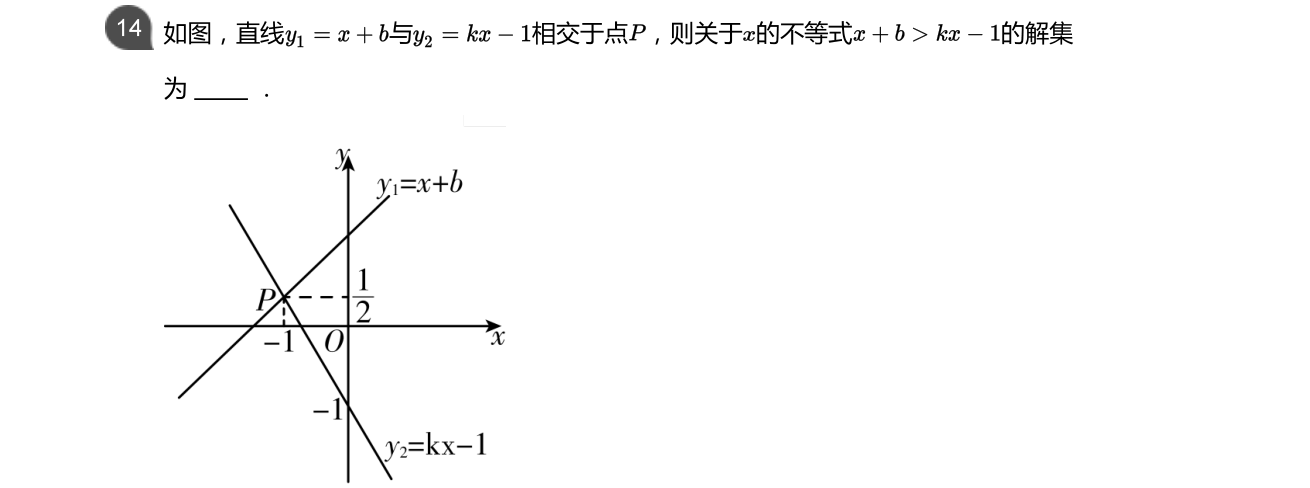 14 如图，直线y₁ = x + b与y₂ = kx − 1相交于点P，则关于x的不等式x + b > kx − 1的解集
为 ____ ．
y
y₁=x+b
1
P
2
−1 O
x
−1
y₂=kx−1